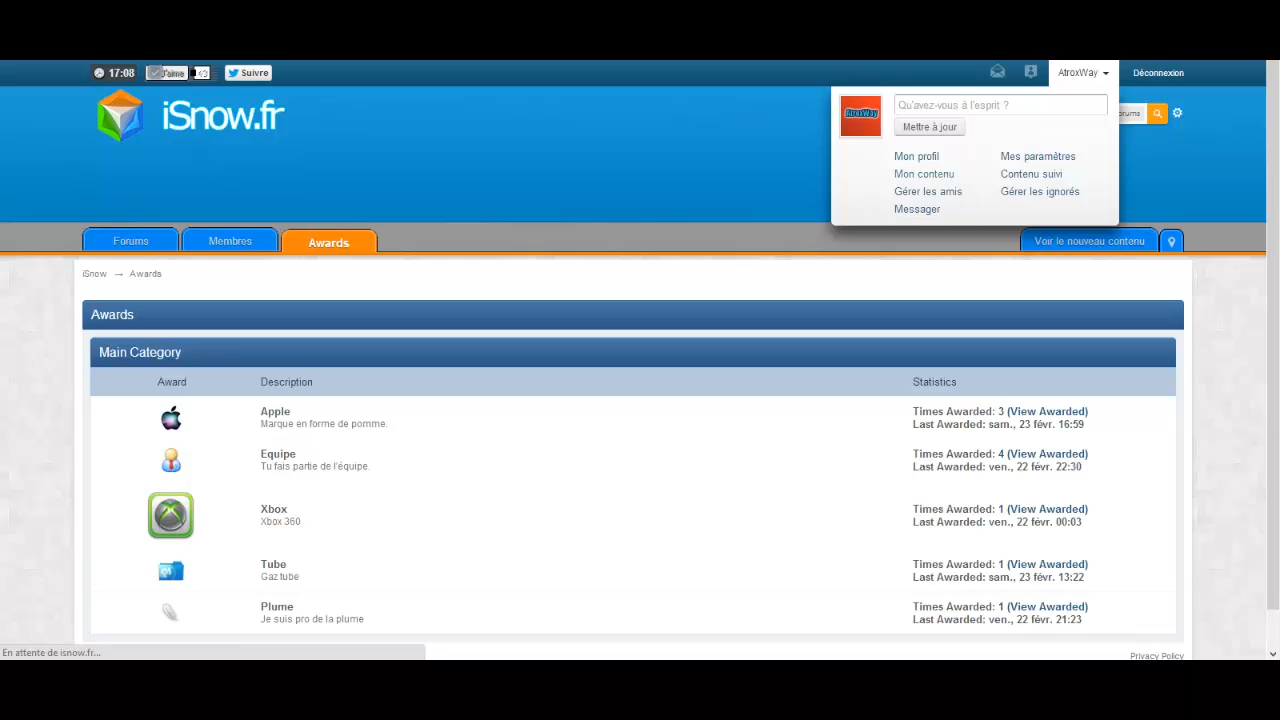 17:08 J'aime 43 Suivre AtroxWay Déconnexion
iSnow.fr
AtroxWay
Qu'avez-vous à l'esprit ?
Mettre à jour
Mon profil Mes paramètres
Mon contenu Contenu suivi
Gérer les amis Gérer les ignorés
Messager
Forums Membres Awards Voir le nouveau contenu
iSnow → Awards
Awards
Main Category
Award Description Statistics
Apple Times Awarded: 3 (View Awarded)
Marque en forme de pomme. Last Awarded: sam., 23 févr. 16:59
Equipe Times Awarded: 4 (View Awarded)
Tu fais partie de l'équipe. Last Awarded: ven., 22 févr. 22:30
Xbox Times Awarded: 1 (View Awarded)
Xbox 360 Last Awarded: ven., 22 févr. 00:03
Tube Times Awarded: 1 (View Awarded)
Gaz tube Last Awarded: sam., 23 févr. 13:22
Plume Times Awarded: 1 (View Awarded)
Je suis pro de la plume Last Awarded: ven., 22 févr. 21:23
En attente de isnow.fr... Privacy Policy